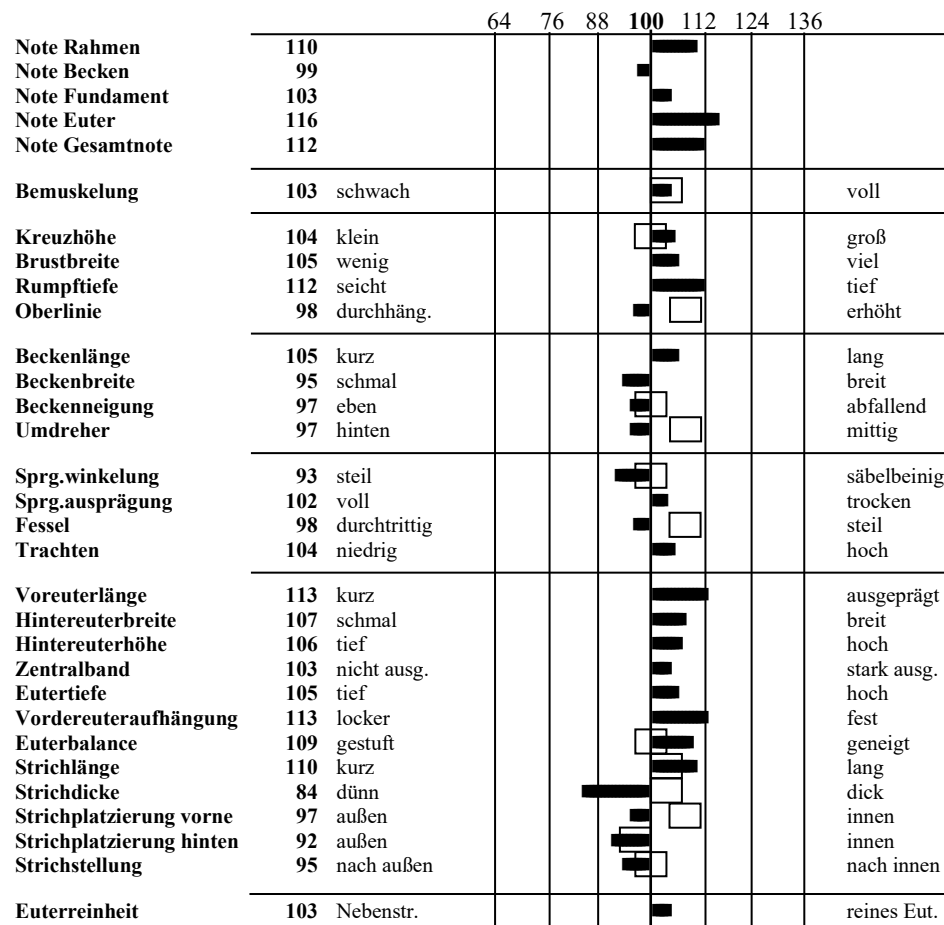 64 76 88 100 112 124 136
Note Rahmen 110
Note Becken 99
Note Fundament 103
Note Euter 116
Note Gesamtnote 112
Bemuskelung 103 schwach voll
Kreuzhöhe 104 klein groß
Brustbreite 105 wenig viel
Rumpftiefe 112 seicht tief
Oberlinie 98 durchhäng. erhöht
Beckenlänge 105 kurz lang
Beckenbreite 95 schmal breit
Beckenneigung 97 eben abfallend
Umdreher 97 hinten mittig
Sprg.winkelung 93 steil säbelbeinig
Sprg.ausprägung 102 voll trocken
Fessel 98 durchtrittig steil
Trachten 104 niedrig hoch
Voreuterlänge 113 kurz ausgeprägt
Hintereuterbreite 107 schmal breit
Hintereuterhöhe 106 tief hoch
Zentralband 103 nicht ausg. stark ausg.
Eutertiefe 105 tief hoch
Vordereuteraufhängung 113 locker fest
Euterbalance 109 gestuft geneigt
Strichlänge 110 kurz lang
Strichdicke 84 dünn dick
Strichplatzierung vorne 97 außen innen
Strichplatzierung hinten 92 außen innen
Strichstellung 95 nach außen nach innen
Euterreinheit 103 Nebenstr. reines Eut.